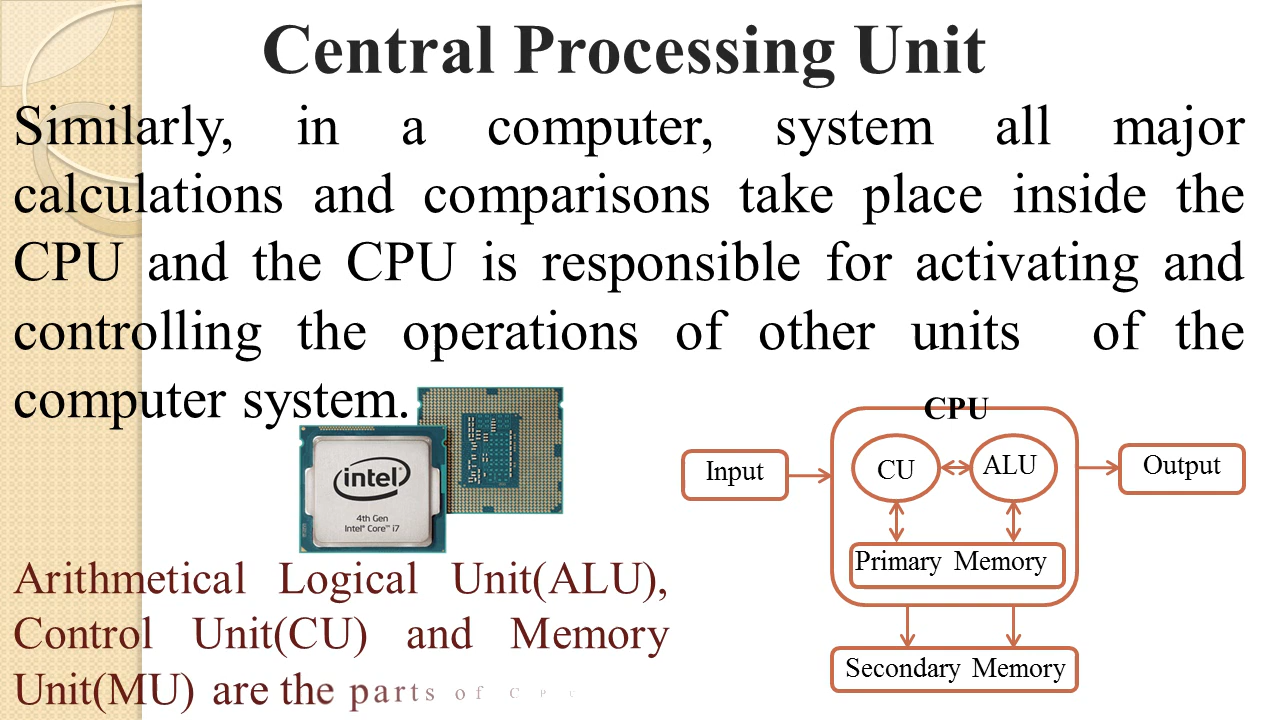 Central Processing Unit
Similarly, in a computer, system all major
calculations and comparisons take place inside the
CPU and the CPU is responsible for activating and
controlling the operations of other units of the
computer system.
intel
4th Gen
Intel® Core™ i7
Arithmetical Logical Unit(ALU),
Control Unit(CU) and Memory
Unit(MU) are the parts of CPU
CPU
Input
CU
ALU
Output
Primary Memory
Secondary Memory